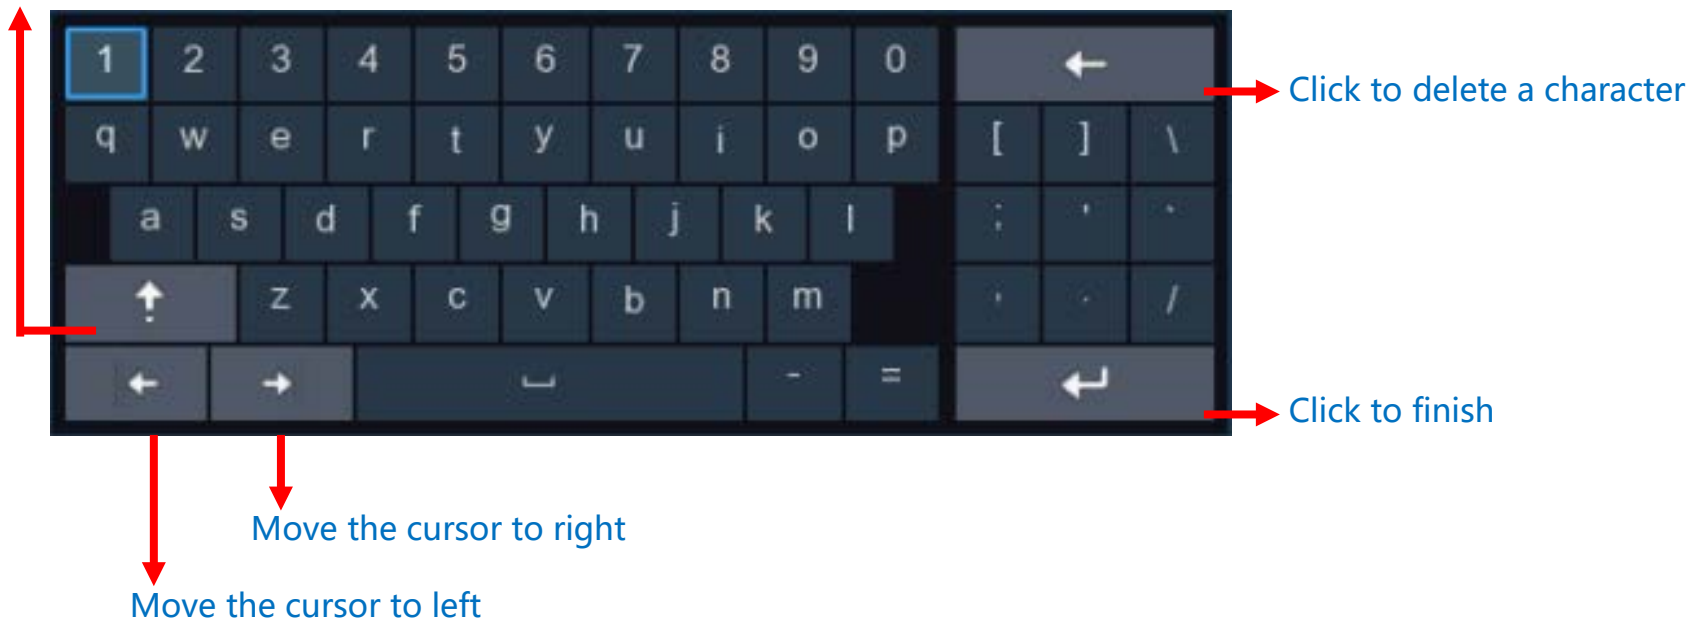 1 2 3 4 5 6 7 8 9 0
Click to delete a character
q w e r t y u i o p [ ] \
a s d f g h j k l ; ' `
z x c v b n m /
- =
Click to finish
Move the cursor to right
Move the cursor to left